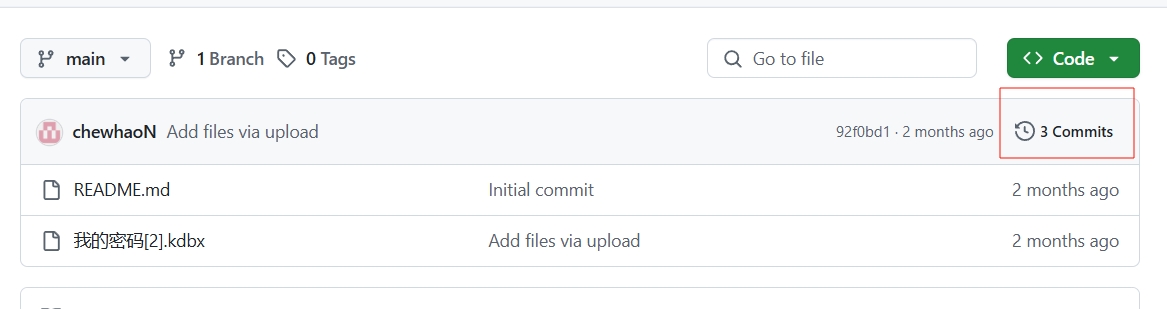 main 1 Branch 0 Tags Go to file Code
chewhaoN Add files via upload 92f0bd1 · 2 months ago 3 Commits
README.md Initial commit 2 months ago
我的密码[2].kdbx Add files via upload 2 months ago